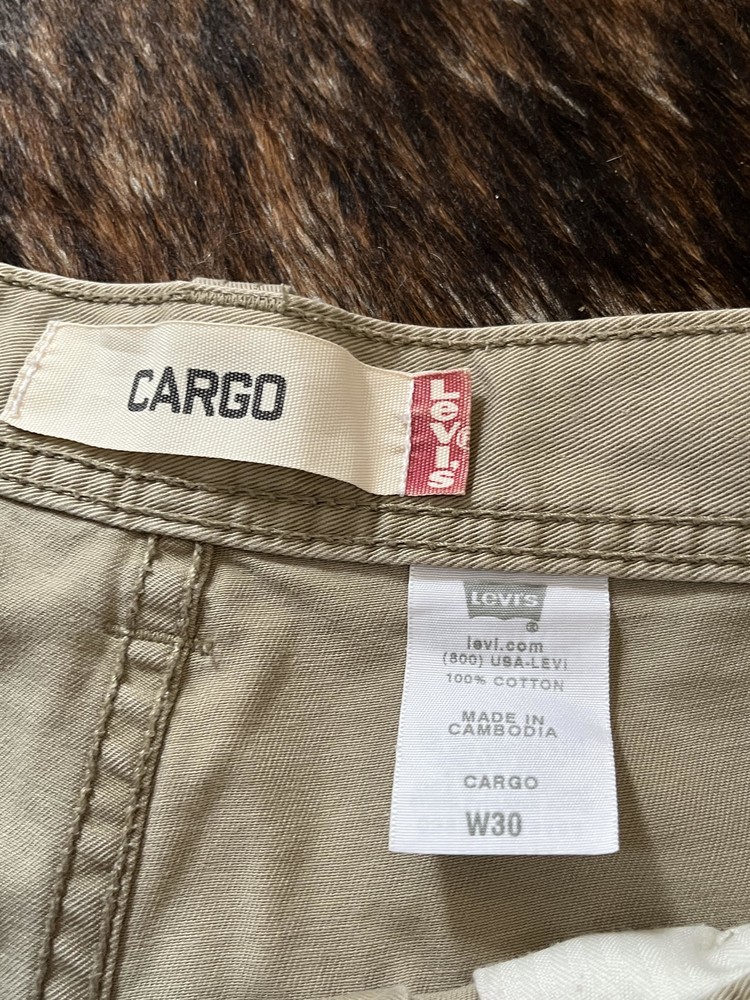 CARGO
Levi's
Levi's
®
levi.com
(800) USA-LEVI
100% COTTON
MADE IN
CAMBODIA
CARGO
W30